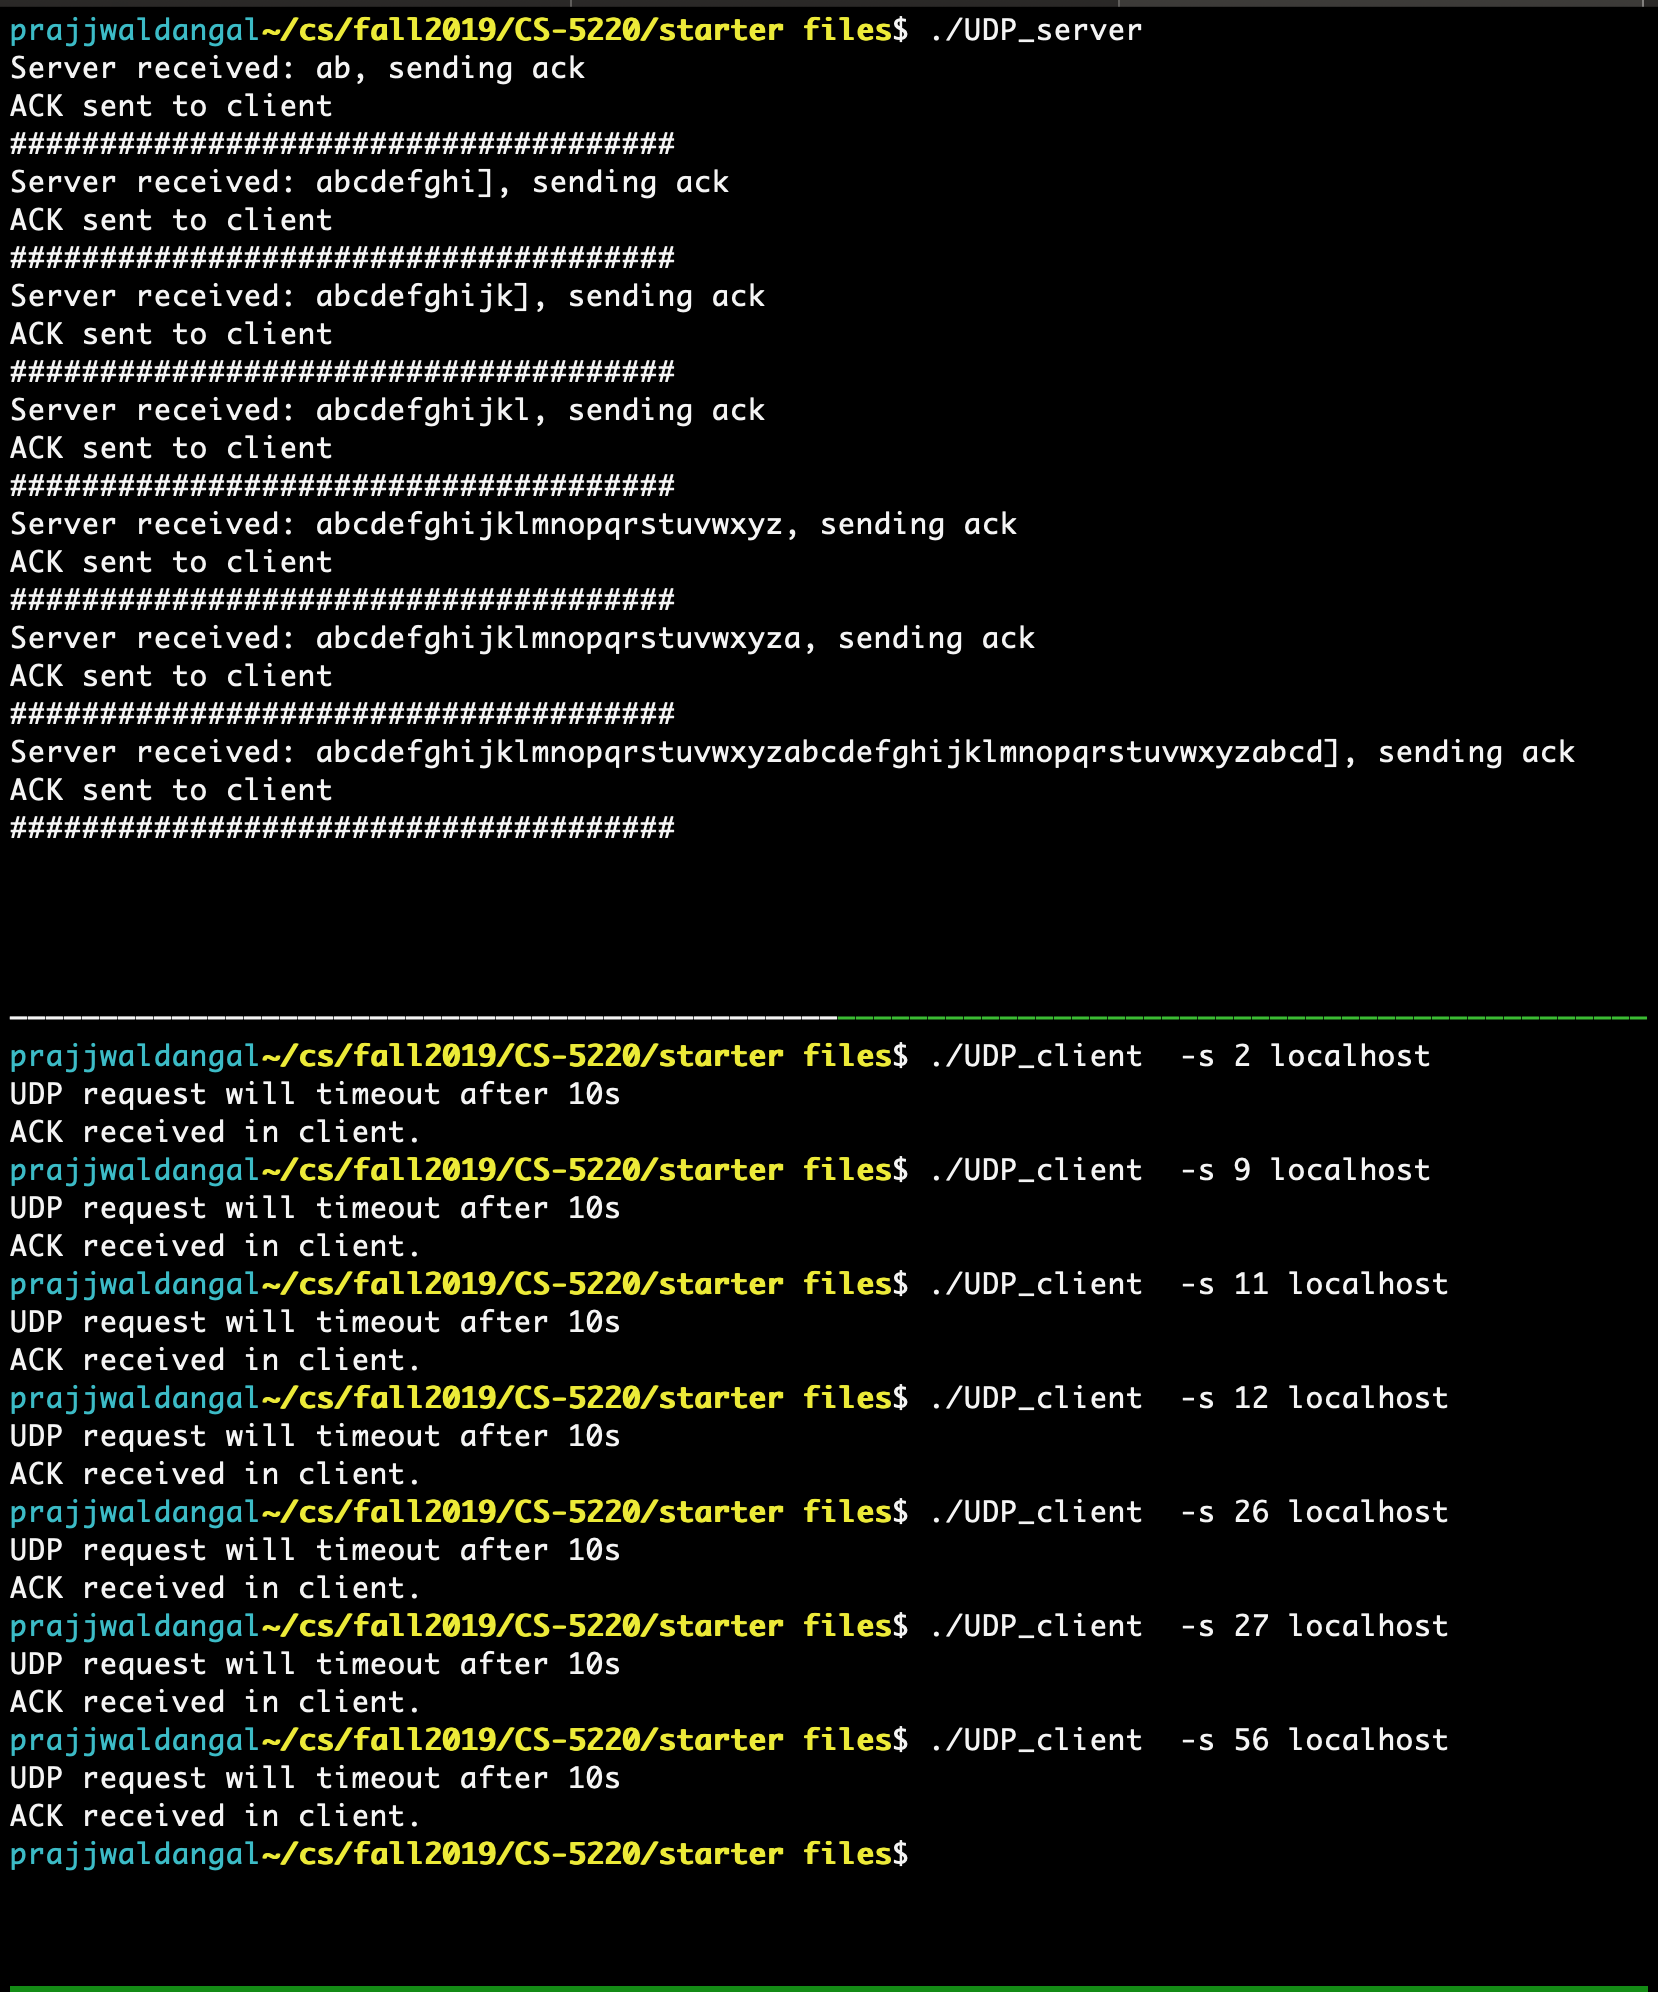 prajjwaldangal~/cs/fall2019/CS-5220/starter files$ ./UDP_server
Server received: ab, sending ack
ACK sent to client
#####################################
Server received: abcdefghi], sending ack
ACK sent to client
#####################################
Server received: abcdefghijk], sending ack
ACK sent to client
#####################################
Server received: abcdefghijkl, sending ack
ACK sent to client
#####################################
Server received: abcdefghijklmnopqrstuvwxyz, sending ack
ACK sent to client
#####################################
Server received: abcdefghijklmnopqrstuvwxyza, sending ack
ACK sent to client
#####################################
Server received: abcdefghijklmnopqrstuvwxyzabcdefghijklmnopqrstuvwxyzabcd], sending ack
ACK sent to client
#####################################
prajjwaldangal~/cs/fall2019/CS-5220/starter files$ ./UDP_client  -s 2 localhost
UDP request will timeout after 10s
ACK received in client.
prajjwaldangal~/cs/fall2019/CS-5220/starter files$ ./UDP_client  -s 9 localhost
UDP request will timeout after 10s
ACK received in client.
prajjwaldangal~/cs/fall2019/CS-5220/starter files$ ./UDP_client  -s 11 localhost
UDP request will timeout after 10s
ACK received in client.
prajjwaldangal~/cs/fall2019/CS-5220/starter files$ ./UDP_client  -s 12 localhost
UDP request will timeout after 10s
ACK received in client.
prajjwaldangal~/cs/fall2019/CS-5220/starter files$ ./UDP_client  -s 26 localhost
UDP request will timeout after 10s
ACK received in client.
prajjwaldangal~/cs/fall2019/CS-5220/starter files$ ./UDP_client  -s 27 localhost
UDP request will timeout after 10s
ACK received in client.
prajjwaldangal~/cs/fall2019/CS-5220/starter files$ ./UDP_client  -s 56 localhost
UDP request will timeout after 10s
ACK received in client.
prajjwaldangal~/cs/fall2019/CS-5220/starter files$